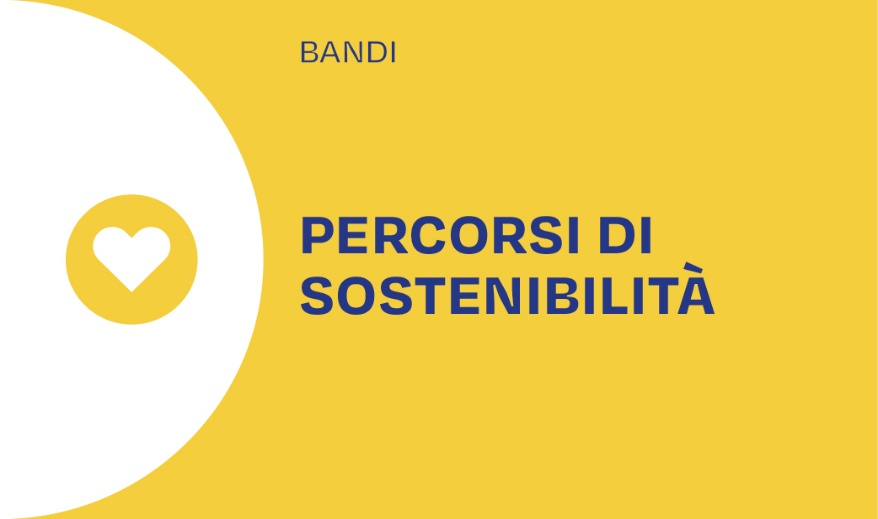 BANDI
PERCORSI DI
SOSTENIBILITÀ